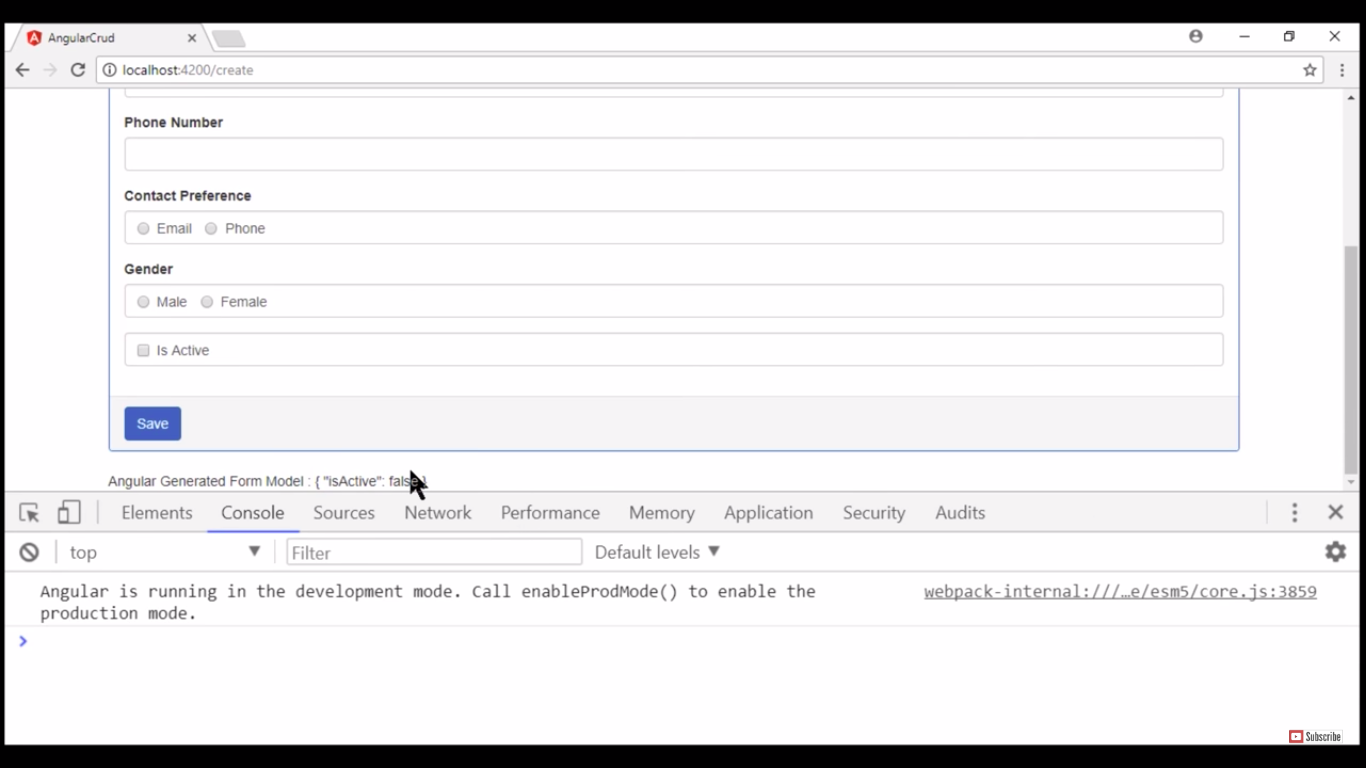 AngularCrud
localhost:4200/create
Phone Number
Contact Preference
Email Phone
Gender
Male Female
Is Active
Save
Angular Generated Form Model : { "isActive": false }
Elements Console Sources Network Performance Memory Application Security Audits
top Filter Default levels
Angular is running in the development mode. Call enableProdMode() to enable the webpack-internal:///…e/esm5/core.js:3859
production mode.
Subscribe